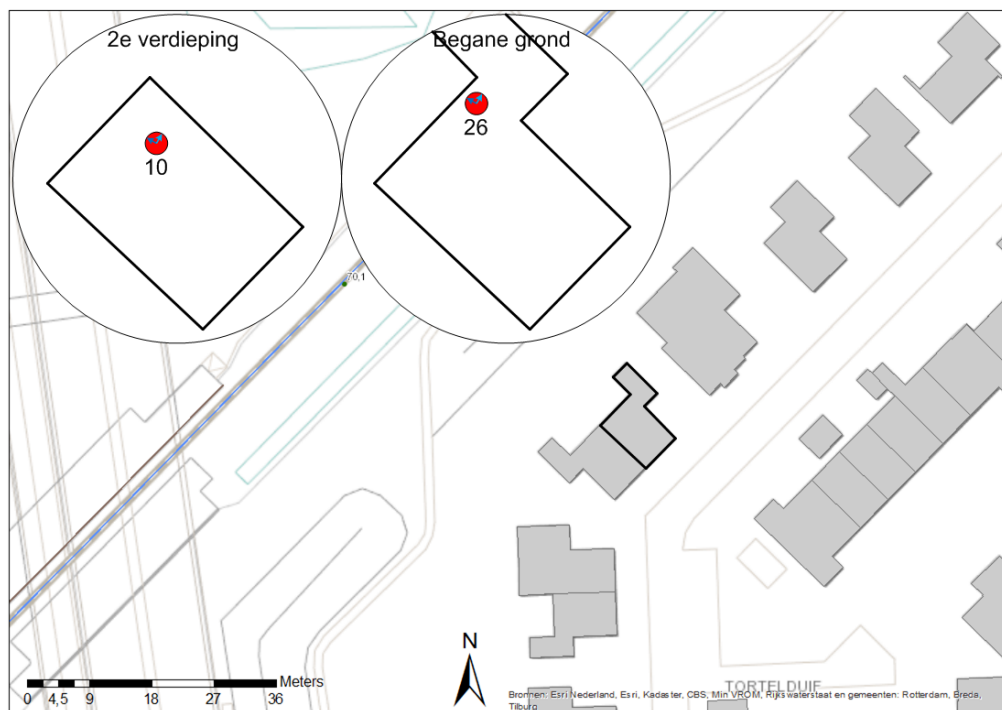 2e verdieping
Begane grond
10
26
70,1
N
Meters
0 4,5 9 18 27 36
TORTELDUIF
Bronnen: Esri Nederland, Esri, Kadaster, CBS, Min VROM, Rijkswaterstaat en gemeenten: Rotterdam, Breda,
Tilburg